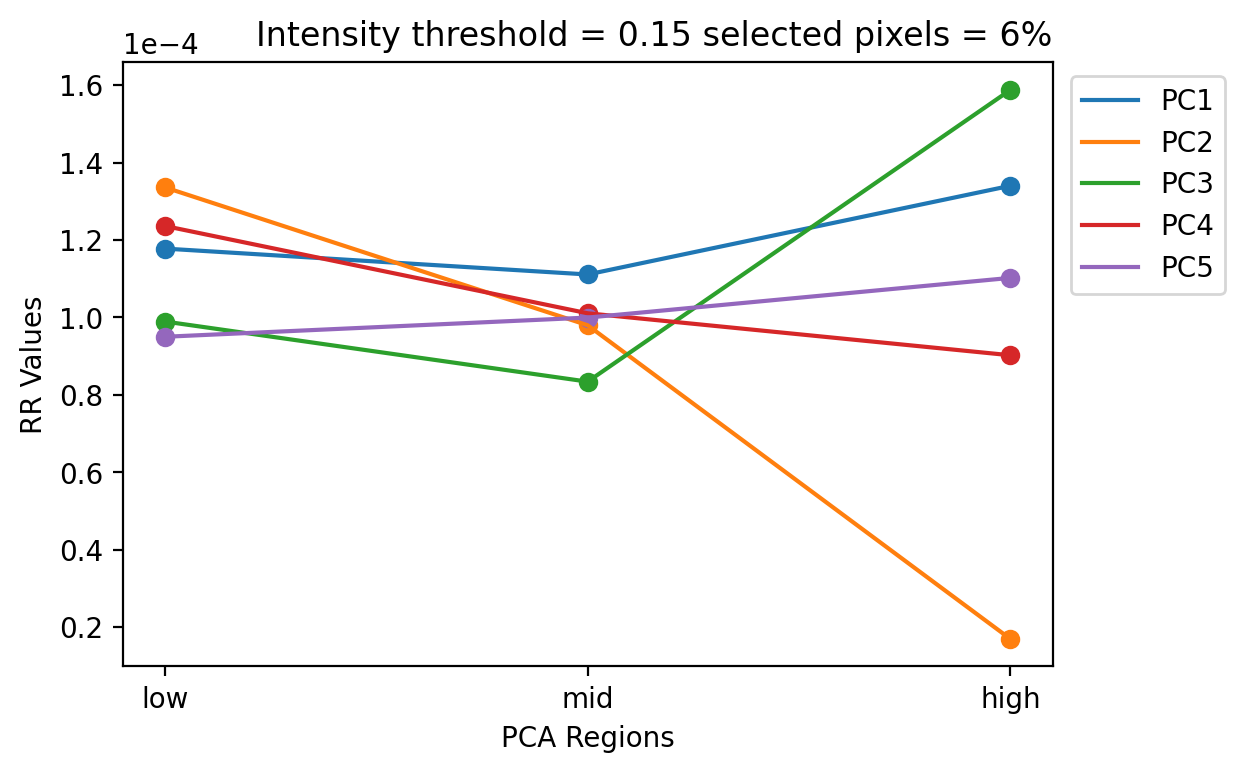 Intensity threshold = 0.15 selected pixels = 6%
1e−4
1.6
1.4
1.2
1.0
0.8
0.6
0.4
0.2
RR Values
low
mid
high
PCA Regions
PC1
PC2
PC3
PC4
PC5